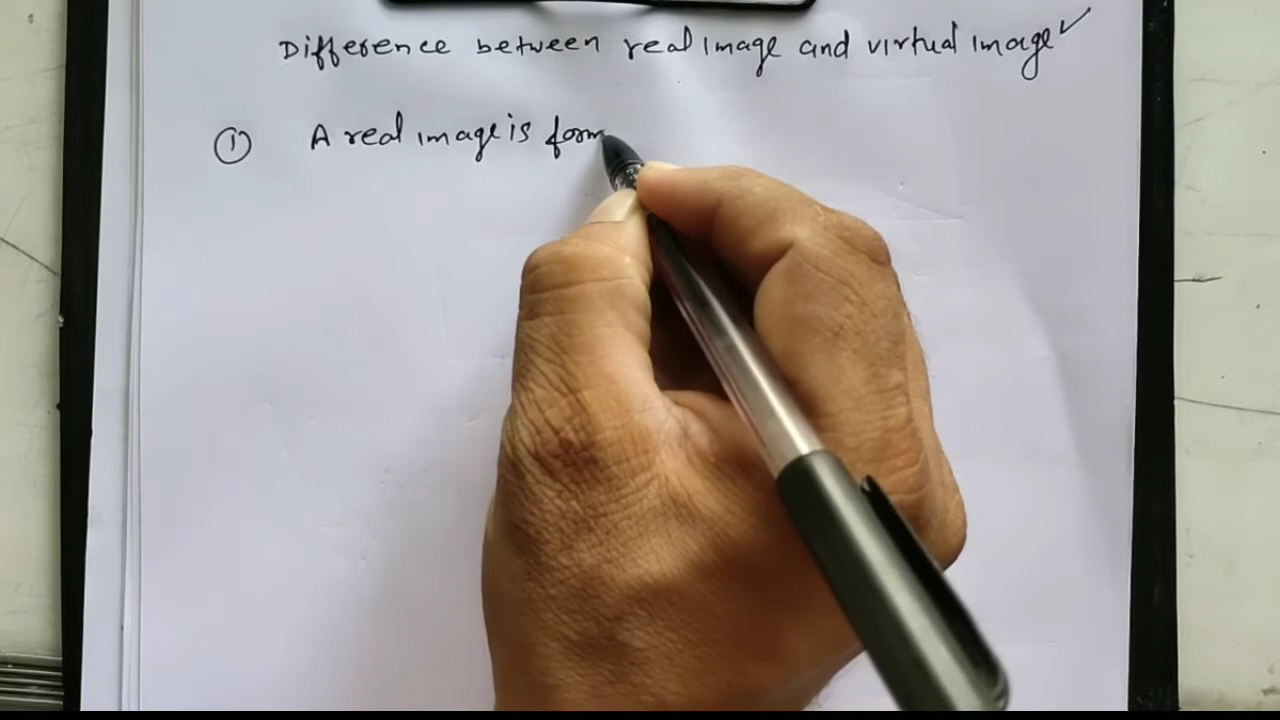 Difference between real image and virtual image ✓
① A real image is form